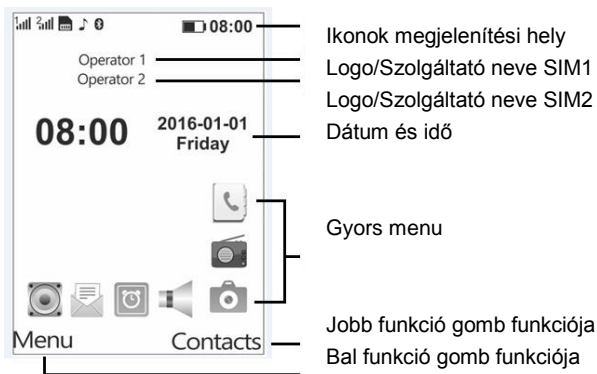 1 2 08:00
Operator 1
Operator 2
08:00
2016-01-01
Friday
Menu
Contacts
Ikonok megjelenítési hely
Logo/Szolgáltató neve SIM1
Logo/Szolgáltató neve SIM2
Dátum és idő
Gyors menu
Jobb funkció gomb funkciója
Bal funkció gomb funkciója